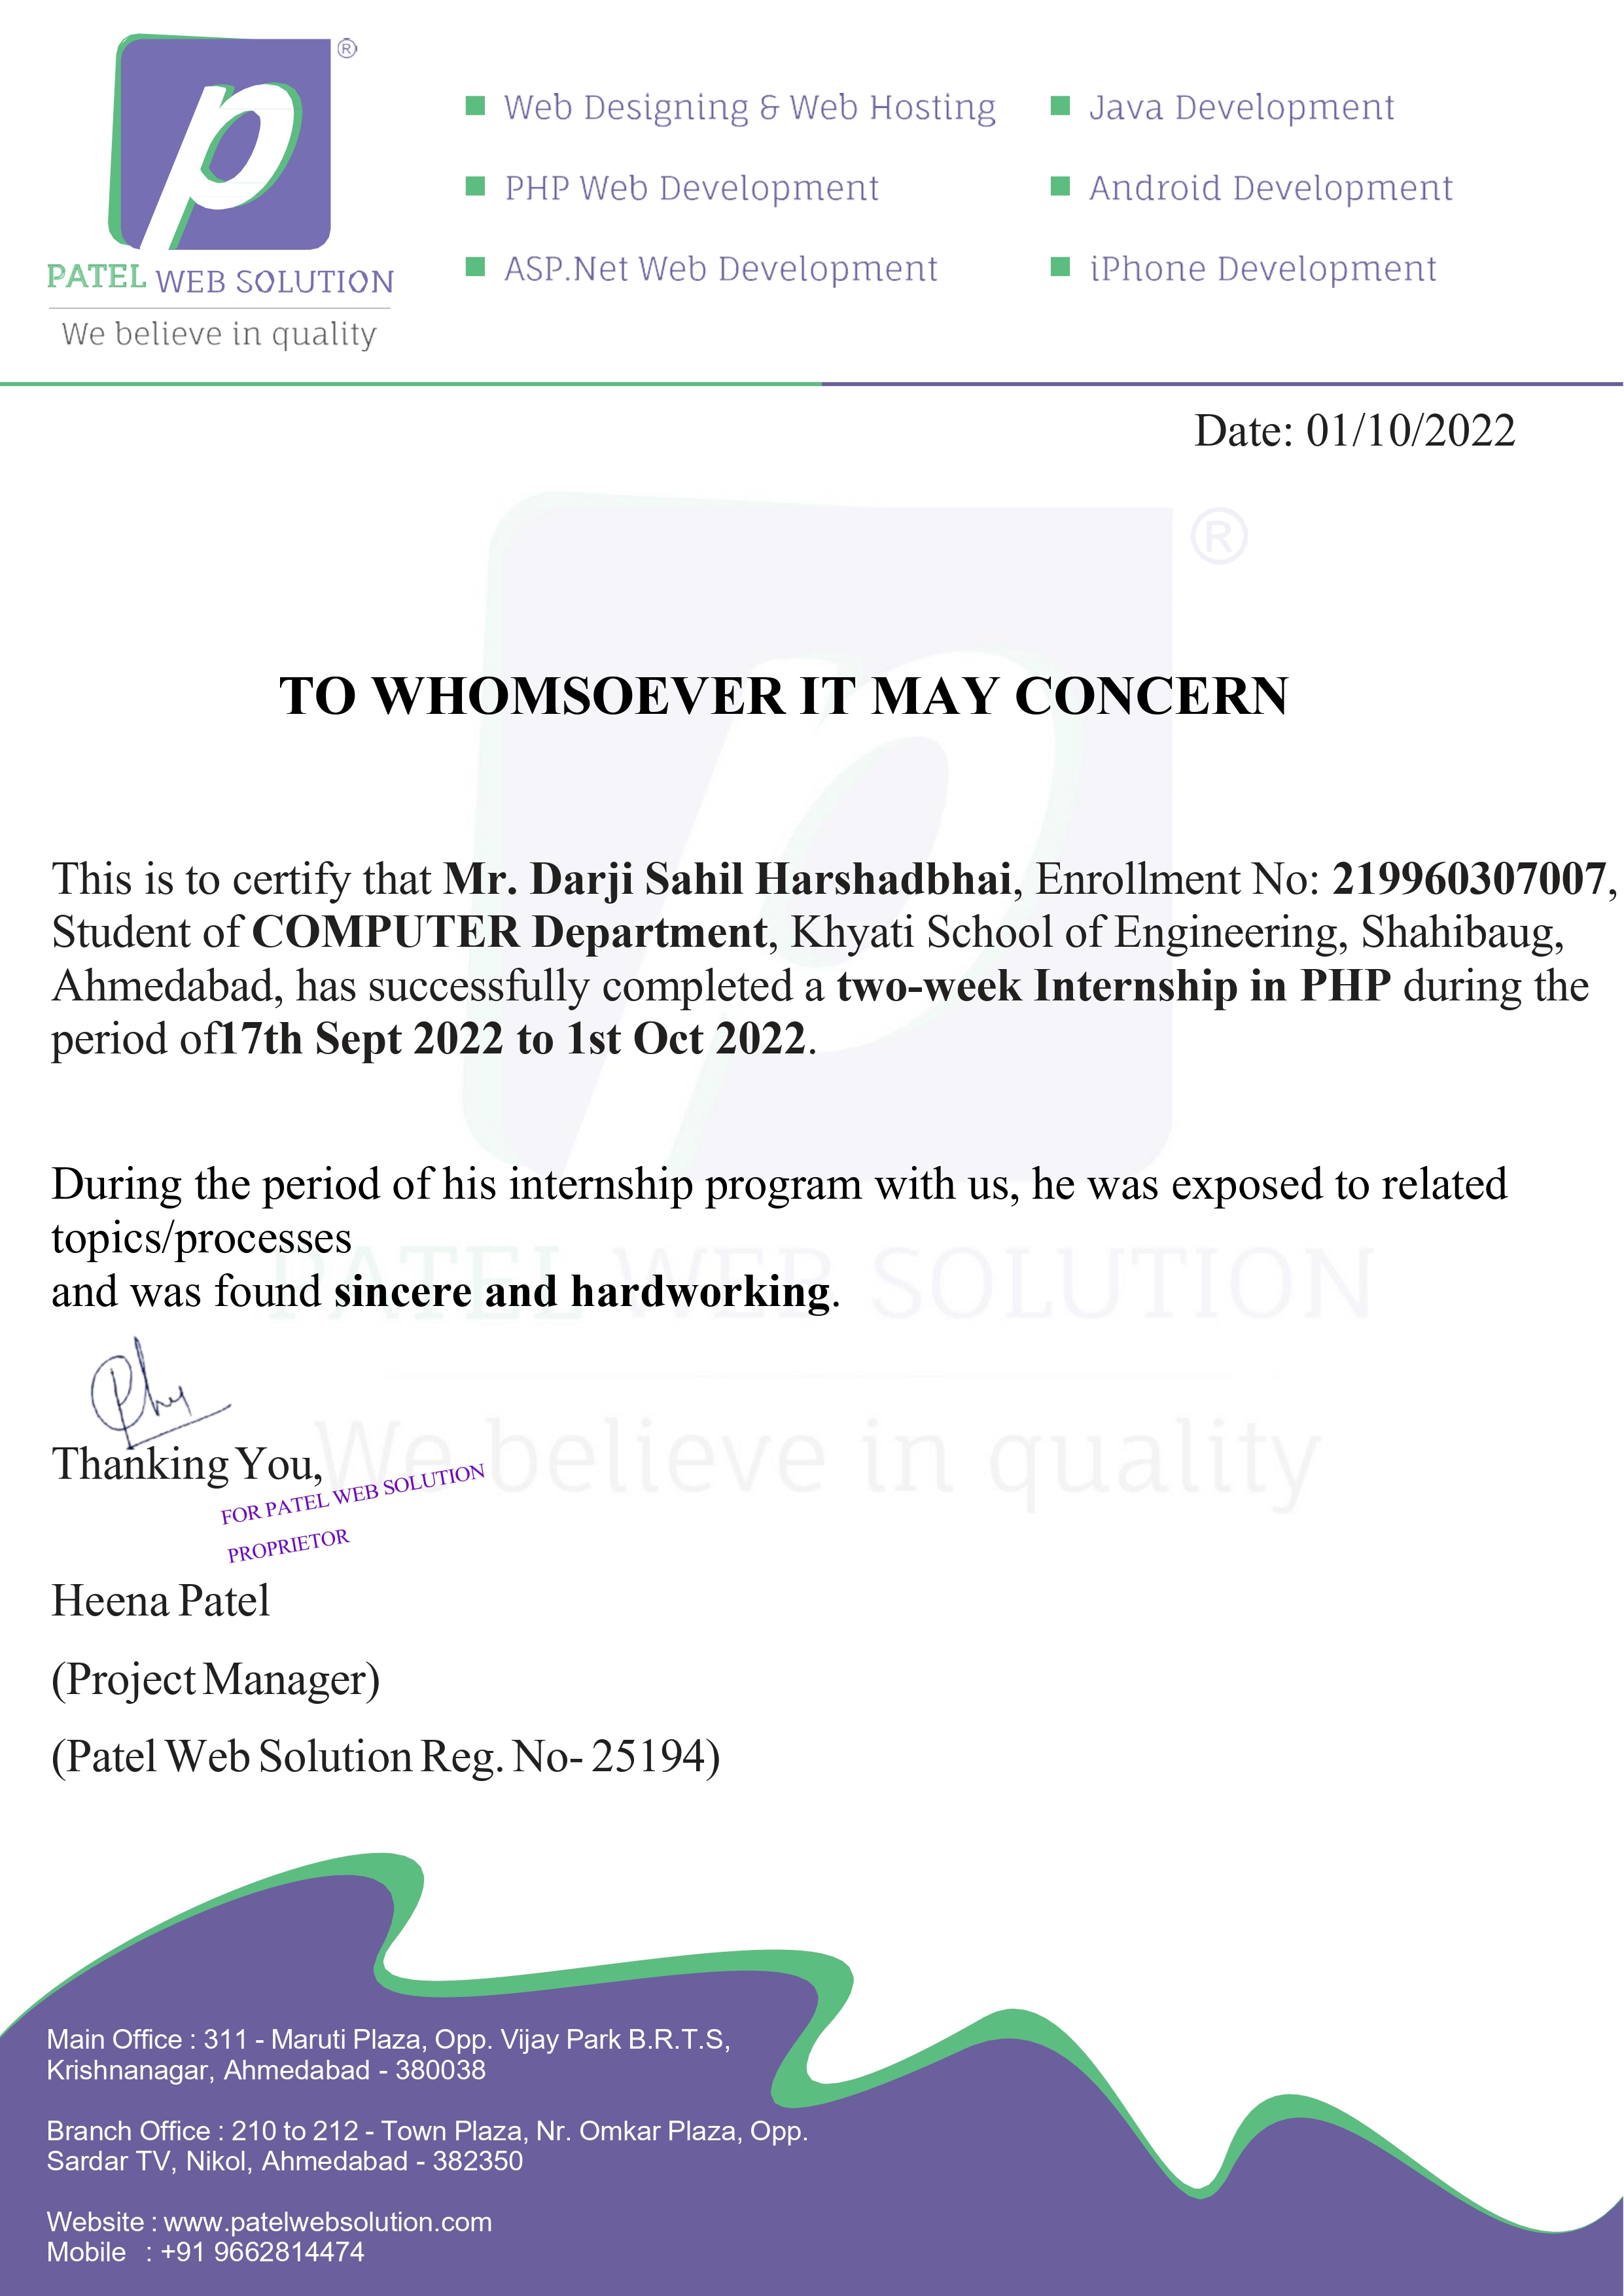 ®
PATEL WEB SOLUTION
We believe in quality
Web Designing & Web Hosting
PHP Web Development
ASP.Net Web Development
Java Development
Android Development
iPhone Development
Date: 01/10/2022
®
TO WHOMSOEVER IT MAY CONCERN
This is to certify that Mr. Darji Sahil Harshadbhai, Enrollment No: 219960307007,
Student of COMPUTER Department, Khyati School of Engineering, Shahibaug,
Ahmedabad, has successfully completed a two-week Internship in PHP during the
period of17th Sept 2022 to 1st Oct 2022.
During the period of his internship program with us, he was exposed to related
topics/processes
and was found sincere and hardworking.
PATEL WEB SOLUTION
We believe in quality
Thanking You,
FOR PATEL WEB SOLUTION
PROPRIETOR
Heena Patel
(Project Manager)
(Patel Web Solution Reg. No- 25194)
Main Office : 311 - Maruti Plaza, Opp. Vijay Park B.R.T.S,
Krishnanagar, Ahmedabad - 380038
Branch Office : 210 to 212 - Town Plaza, Nr. Omkar Plaza, Opp.
Sardar TV, Nikol, Ahmedabad - 382350
Website : www.patelwebsolution.com
Mobile : +91 9662814474